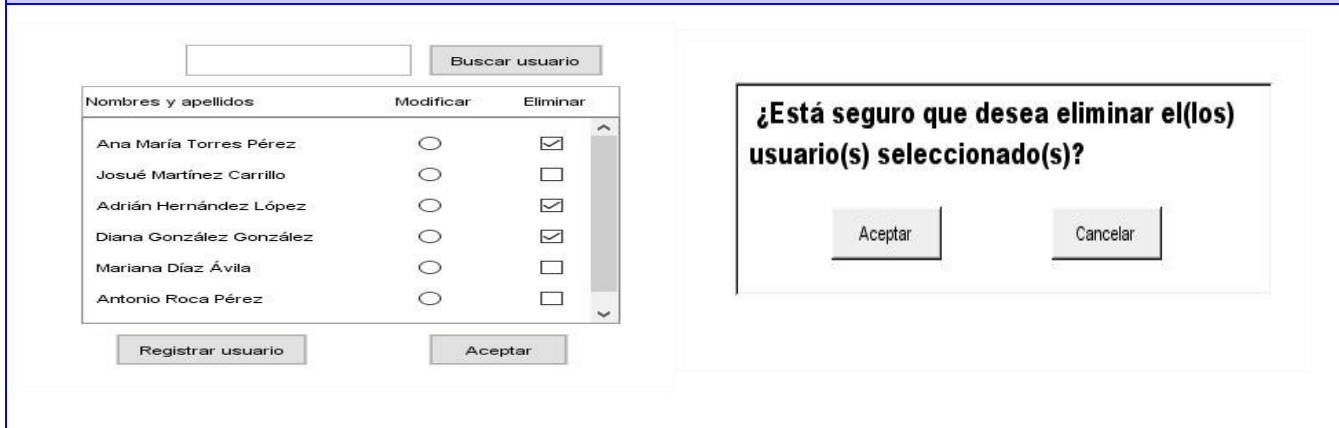 Buscar usuario
Nombres y apellidos Modificar Eliminar
Ana María Torres Pérez
Josué Martínez Carrillo
Adrián Hernández López
Diana González González
Mariana Díaz Ávila
Antonio Roca Pérez
Registrar usuario Aceptar
¿Está seguro que desea eliminar el(los)
usuario(s) seleccionado(s)?
Aceptar Cancelar